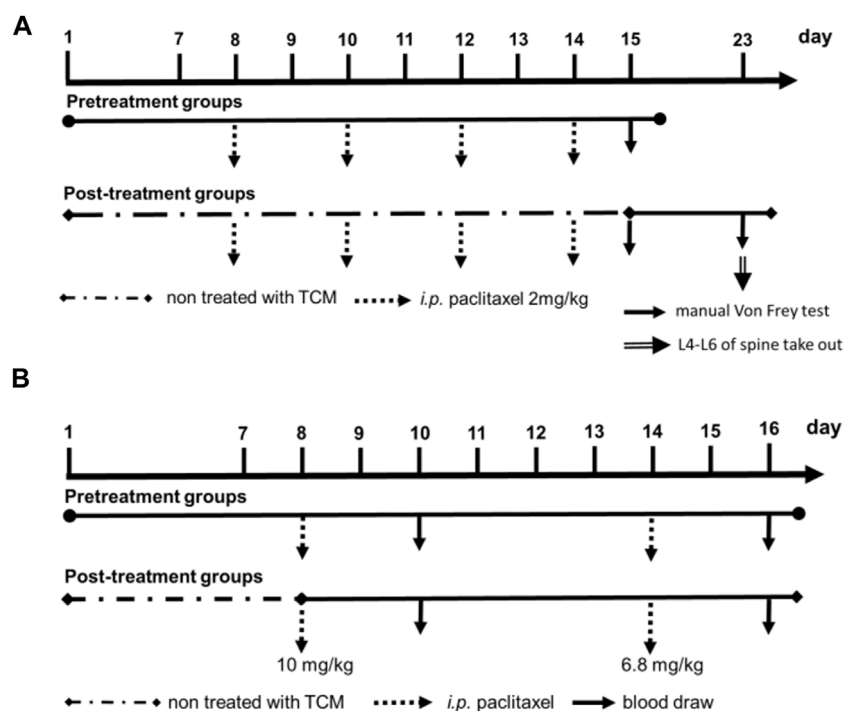 A
1 7 8 9 10 11 12 13 14 15 23 day
Pretreatment groups
Post-treatment groups
non treated with TCM i.p. paclitaxel 2mg/kg
manual Von Frey test
L4-L6 of spine take out
B
1 7 8 9 10 11 12 13 14 15 16 day
Pretreatment groups
Post-treatment groups
10 mg/kg 6.8 mg/kg
non treated with TCM i.p. paclitaxel blood draw